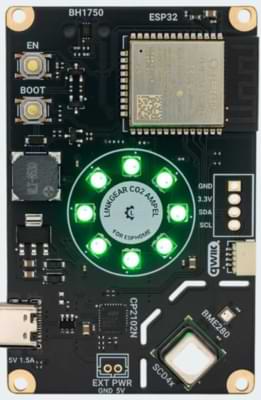 BH1750
ESP32
EN
BOOT
LINKGEAR CO2 AMPEL
FOR ESPHOME
GND
3.3V
SDA
SCL
QWIIC
CP2102N
BME280
SCD4x
5V 1.5A
EXT PWR
GND 5V